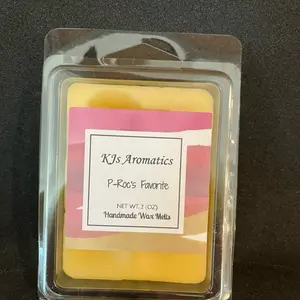 KJs Aromatics
P-Roc's Favorite
NET WT. 3 (OZ)
Handmade Wax Melts